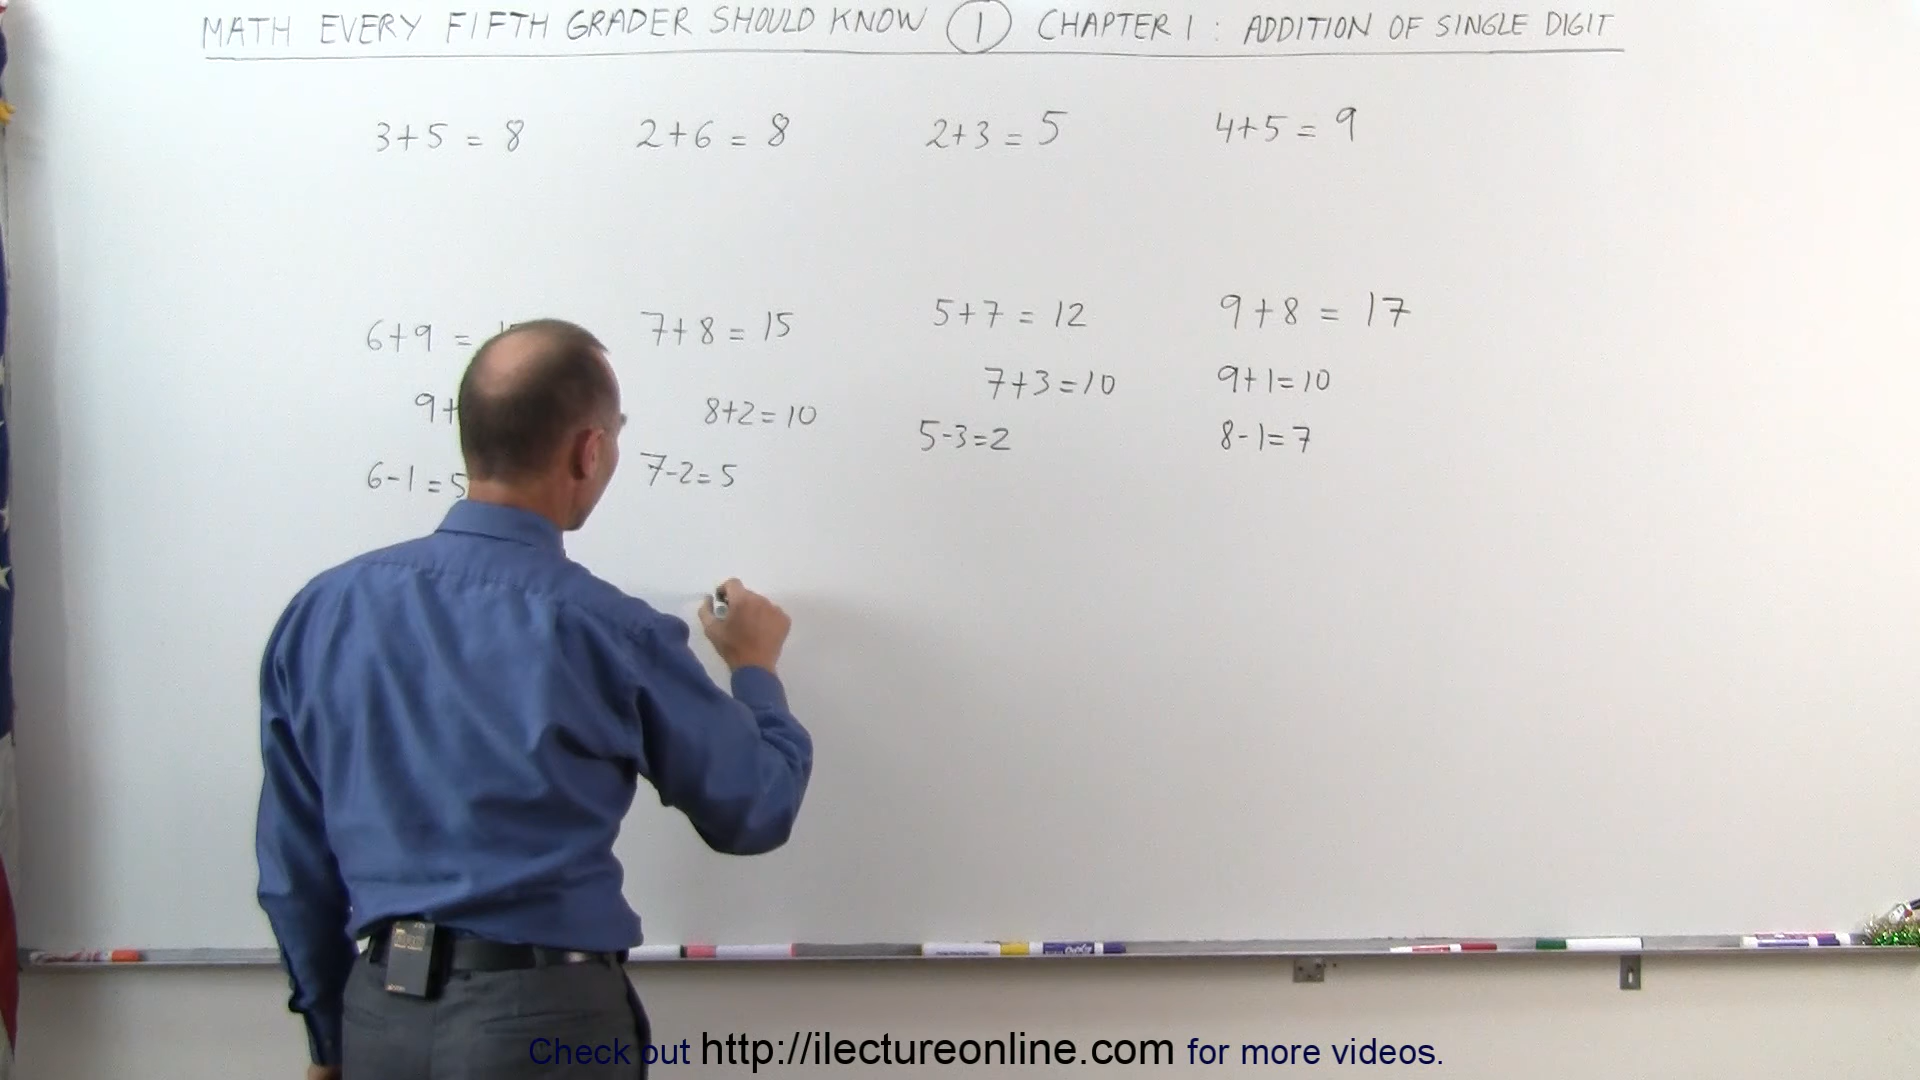 MATH EVERY FIFTH GRADER SHOULD KNOW 1 CHAPTER 1 : ADDITION OF SINGLE DIGIT
3+5 = 8 2+6 = 8 2+3 = 5 4+5 = 9
6+9 = 7+8 = 15 5+7 = 12 9+8 = 17
9+ 8+2=10 7+3=10 9+1=10
6-1=5 7-2=5 5-3=2 8-1=7
Check out http://ilectureonline.com for more videos.